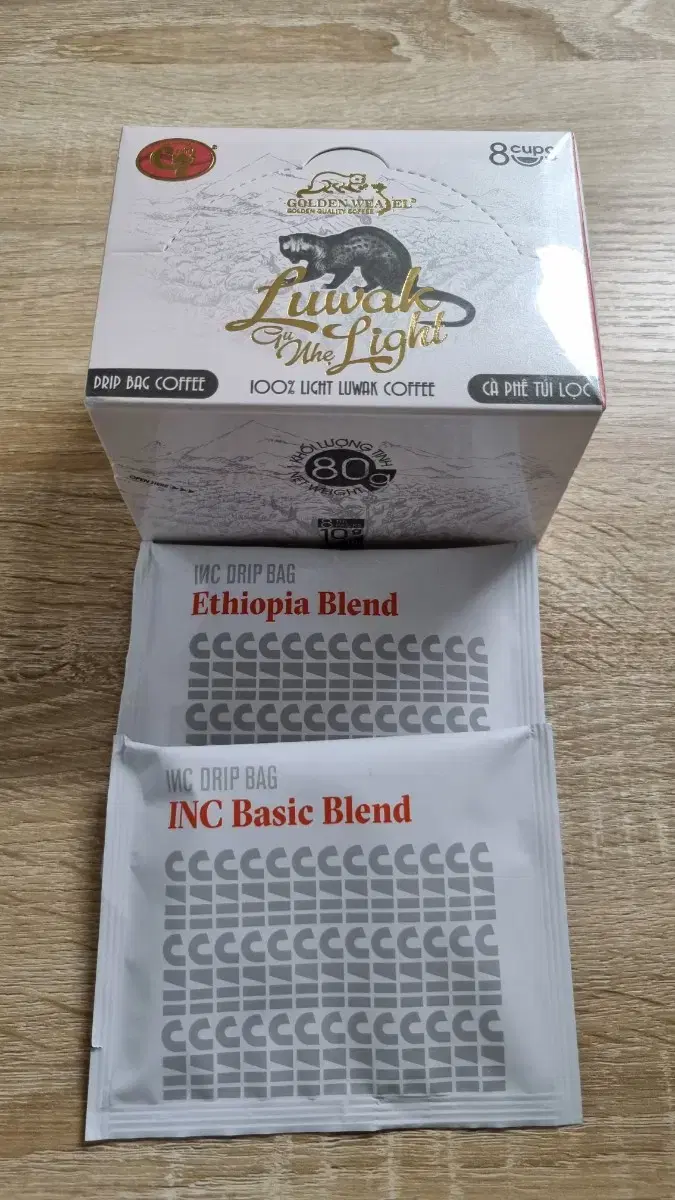 8 cups
GOLDEN WEASEL®
GOLDEN QUALITY COFFEE
Luwak
Gu Nhẹ Light
DRIP BAG COFFEE
100% LIGHT LUWAK COFFEE
CÀ PHÊ TÚI LỌC
KHỐI LƯỢNG TỊNH
80g
NET WEIGHT
INC DRIP BAG
Ethiopia Blend
INC DRIP BAG
INC Basic Blend